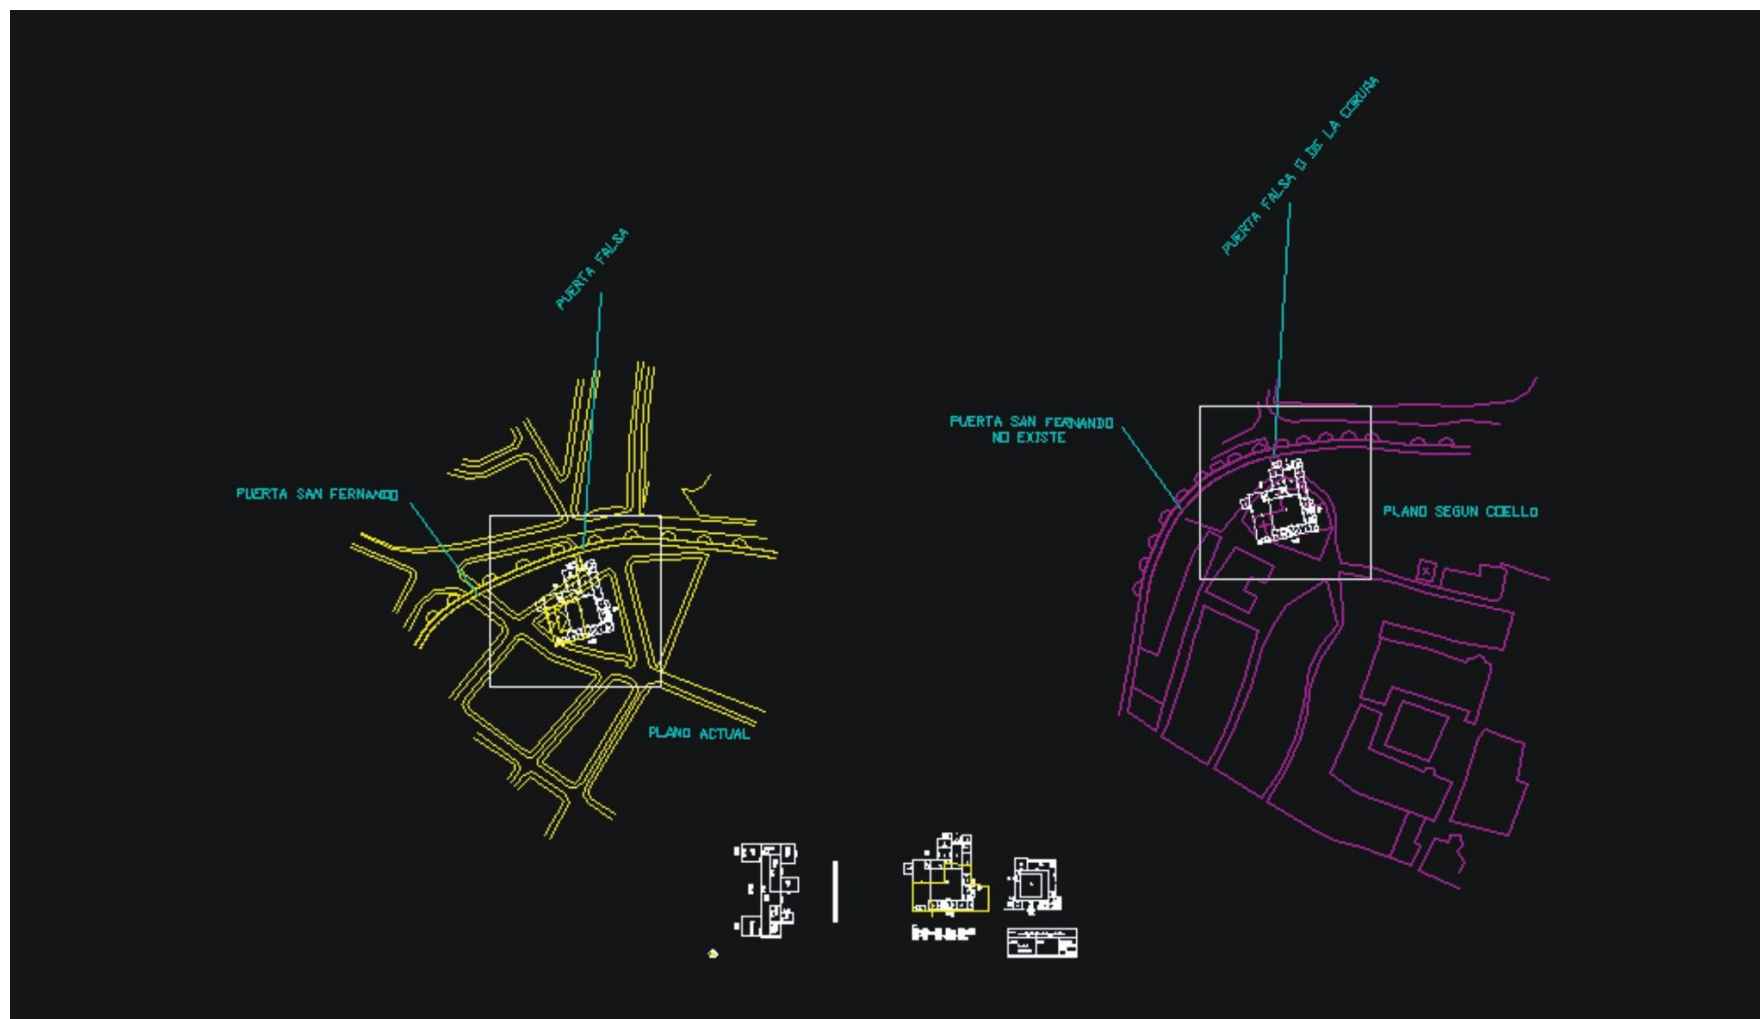 PUERTA FALSA O DE LA CORUÑA
PUERTA FALSA
PUERTA SAN FERNANDO
NO EXISTE
PUERTA SAN FERNANDO
PLANO SEGUN COELLO
PLANO ACTUAL